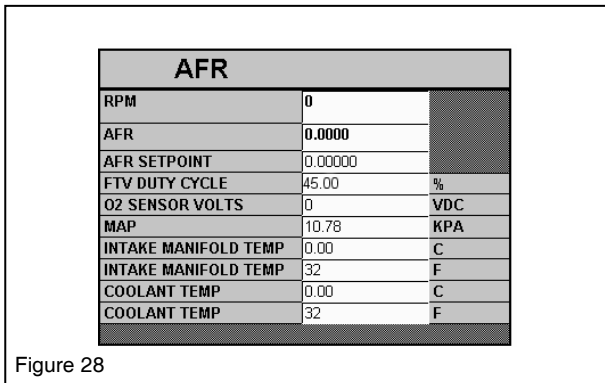 AFR
RPM 0
AFR 0.0000
AFR SETPOINT 0.00000
FTV DUTY CYCLE 45.00 %
O2 SENSOR VOLTS 0 VDC
MAP 10.78 KPA
INTAKE MANIFOLD TEMP 0.00 C
INTAKE MANIFOLD TEMP 32 F
COOLANT TEMP 0.00 C
COOLANT TEMP 32 F
Figure 28